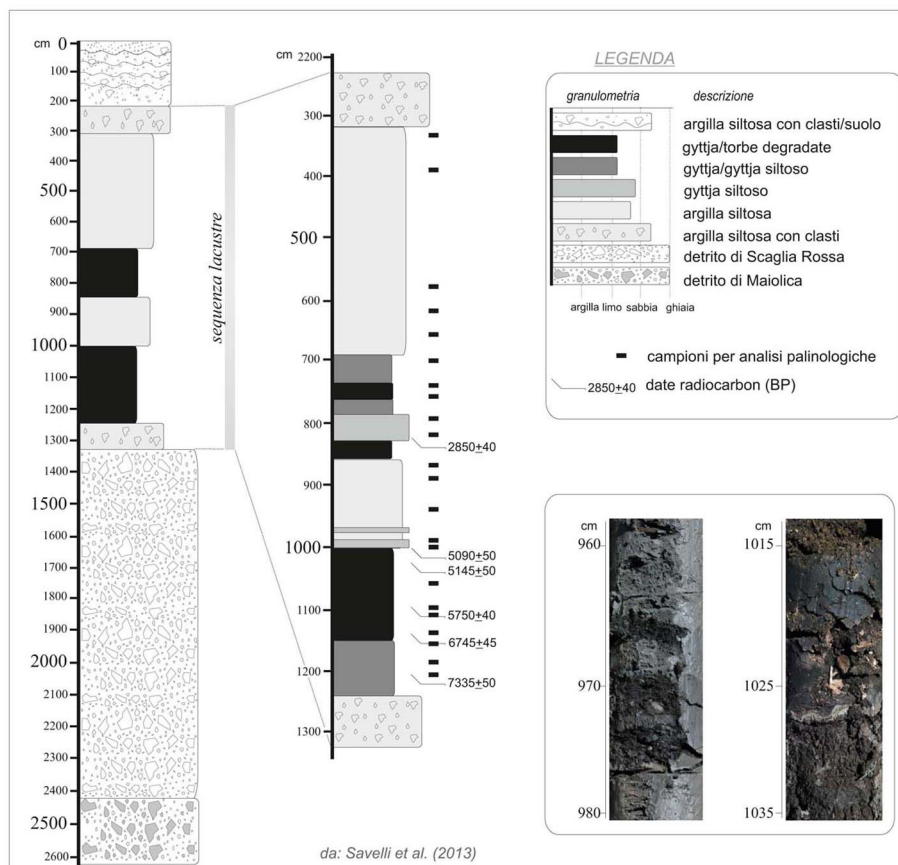 cm 0
100
200
300
400
500
600
700
800
900
1000
1100
1200
1300
1400
1500
1600
1700
1800
1900
2000
2100
2200
2300
2400
2500
2600
sequenza lacustre
cm 2200
300
400
500
600
700
800
900
1000
1100
1200
1300
2850±40
5090±50
5145±50
5750±40
6745±45
7335±50
da: Savelli et al. (2013)
LEGENDA
granulometria descrizione
argilla siltosa con clasti/suolo
gyttja/torbe degradate
gyttja/gyttja siltoso
gyttja siltoso
argilla siltosa
argilla siltosa con clasti
detrito di Scaglia Rossa
detrito di Maiolica
argilla limo sabbia ghiaia
campioni per analisi palinologiche
2850±40 date radiocarbon (BP)
cm
960
970
980
cm
1015
1025
1035